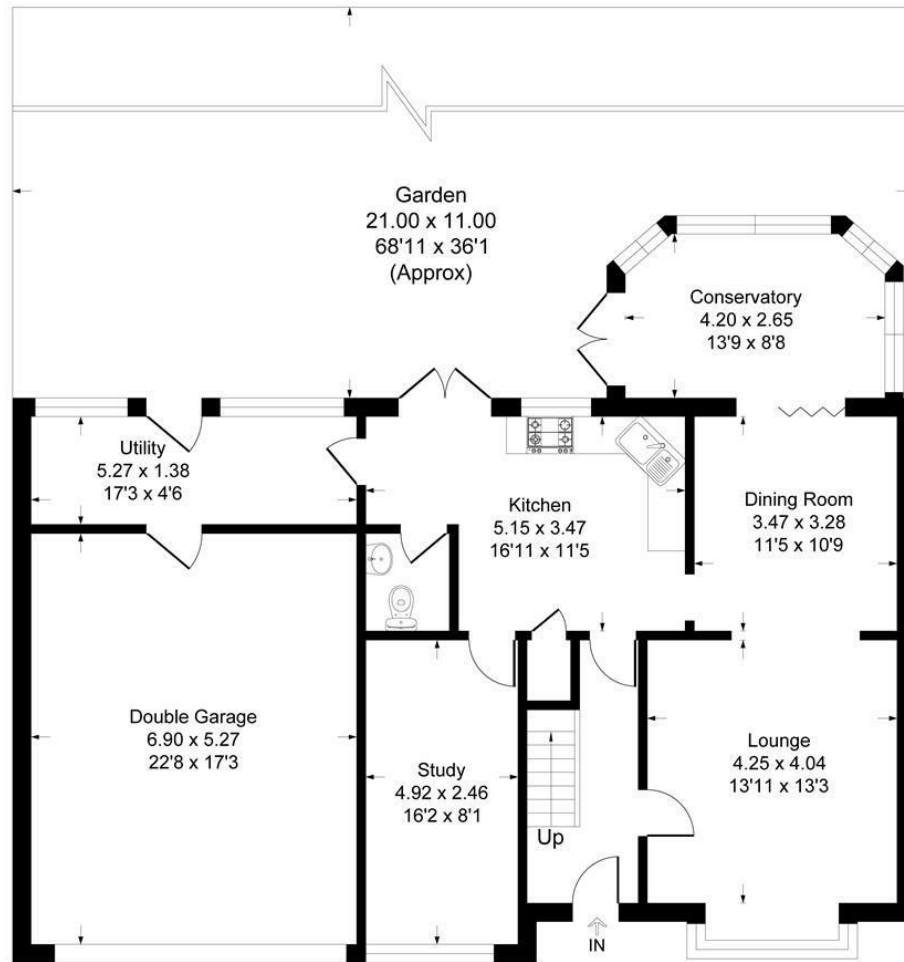 Garden
21.00 x 11.00
68'11 x 36'1
(Approx)
Conservatory
4.20 x 2.65
13'9 x 8'8
Utility
5.27 x 1.38
17'3 x 4'6
Kitchen
5.15 x 3.47
16'11 x 11'5
Dining Room
3.47 x 3.28
11'5 x 10'9
Double Garage
6.90 x 5.27
22'8 x 17'3
Study
4.92 x 2.46
16'2 x 8'1
Lounge
4.25 x 4.04
13'11 x 13'3
Up
IN